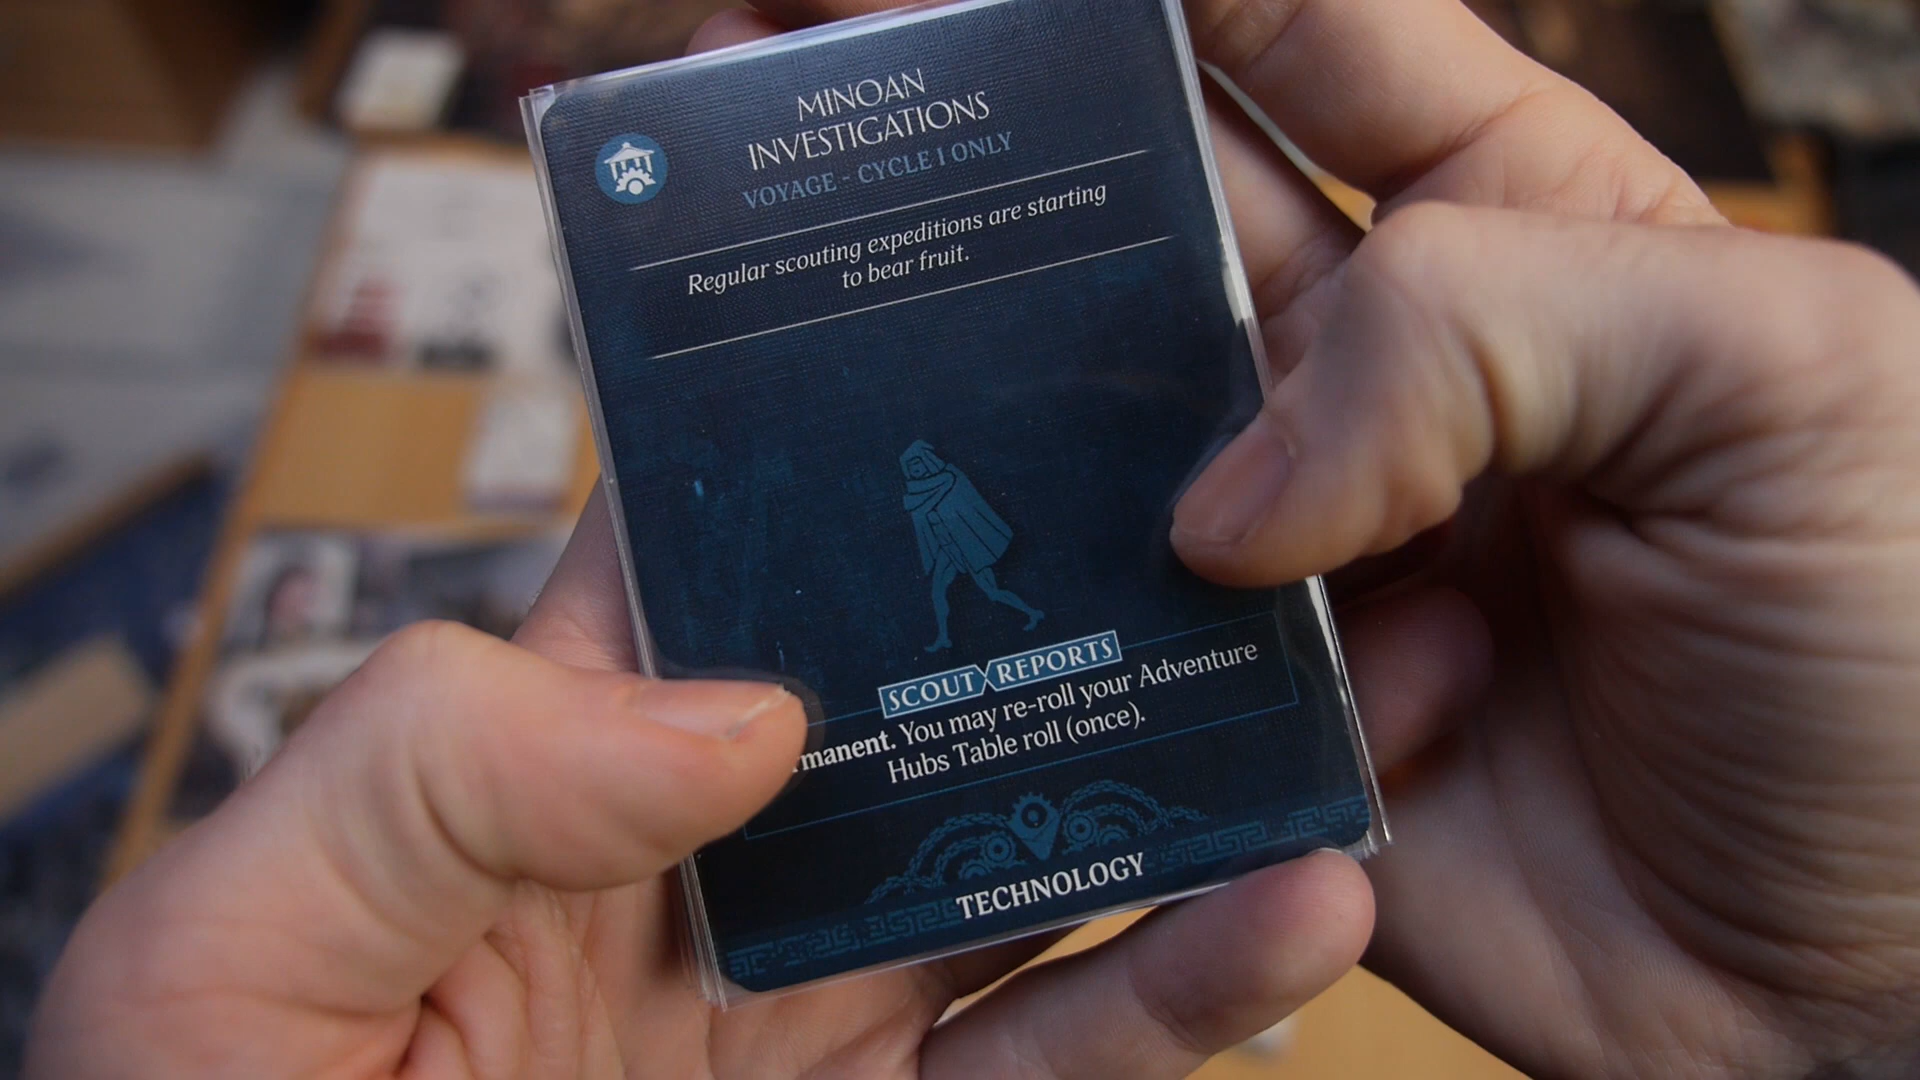 MINOAN
INVESTIGATIONS
VOYAGE - CYCLE I ONLY
Regular scouting expeditions are starting
to bear fruit.
SCOUT REPORTS
rmanent. You may re-roll your Adventure
Hubs Table roll (once).
TECHNOLOGY